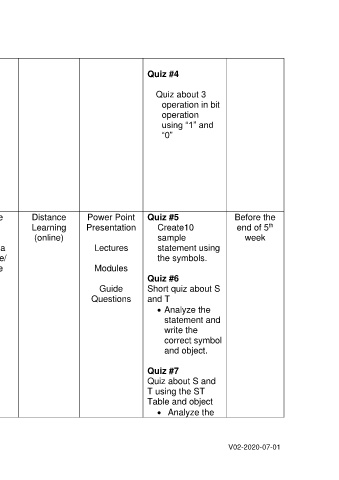 Quiz #4
Quiz about 3
operation in bit
operation
using “1” and
“0”
e
a
e/
e
Distance
Learning
(online)
Power Point
Presentation
Lectures
Modules
Guide
Questions
Quiz #5
Create10
sample
statement using
the symbols.
Quiz #6
Short quiz about S
and T
• Analyze the
statement and
write the
correct symbol
and object.
Quiz #7
Quiz about S and
T using the ST
Table and object
• Analyze the
Before the
end of 5th
week
V02-2020-07-01